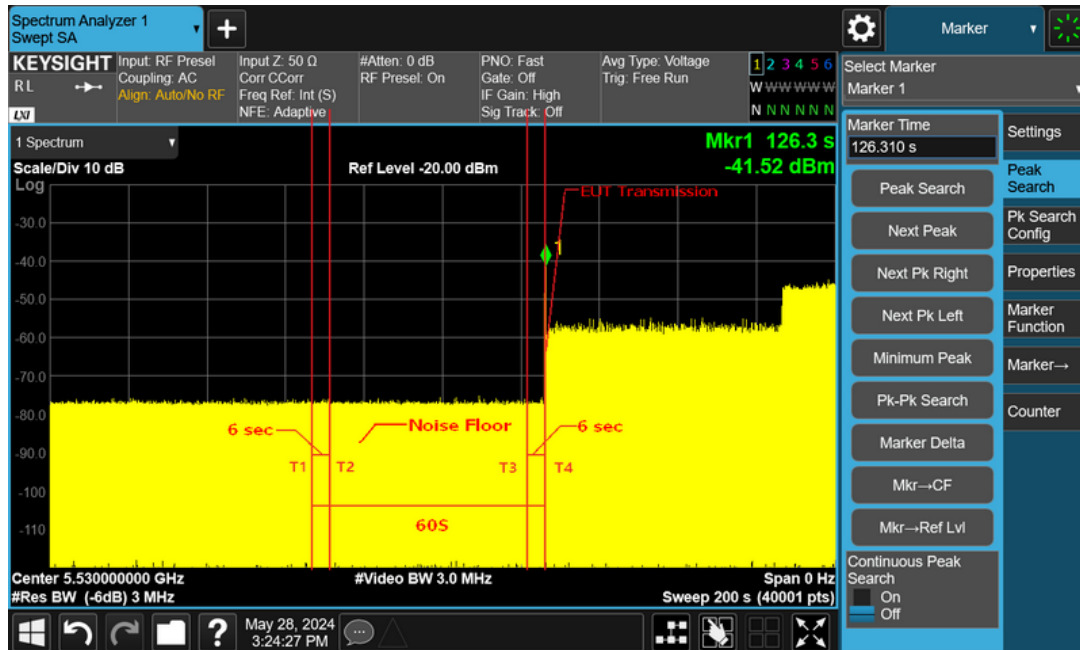 Spectrum Analyzer 1
Swept SA
+
Marker
KEYSIGHT
R L
LXI
Input: RF Presel
Coupling: AC
Align: Auto/No RF
Input Z: 50 Ω
Corr CCorr
Freq Ref: Int (S)
NFE: Adaptive
#Atten: 0 dB
RF Presel: On
PNO: Fast
Gate: Off
IF Gain: High
Sig Track: Off
Avg Type: Voltage
Trig: Free Run
1 2 3 4 5 6
W W W W W W
N N N N N N
Select Marker
Marker 1
1 Spectrum
Scale/Div 10 dB
Ref Level -20.00 dBm
Mkr1 126.3 s
-41.52 dBm
Log
-30.0
-40.0
-50.0
-60.0
-70.0
-80.0
-90.0
-100
-110
EUT Transmission
1
6 sec
Noise Floor
6 sec
T1
T2
T3
T4
60S
Center 5.530000000 GHz
#Video BW 3.0 MHz
Span 0 Hz
#Res BW (-6dB) 3 MHz
Sweep 200 s (40001 pts)
Marker Time
126.310 s
Peak Search
Next Peak
Next Pk Right
Next Pk Left
Minimum Peak
Pk-Pk Search
Marker Delta
Mkr→CF
Mkr→Ref Lvl
Continuous Peak
Search
On
Off
Settings
Peak
Search
Pk Search
Config
Properties
Marker
Function
Marker→
Counter
?
May 28, 2024
3:24:27 PM